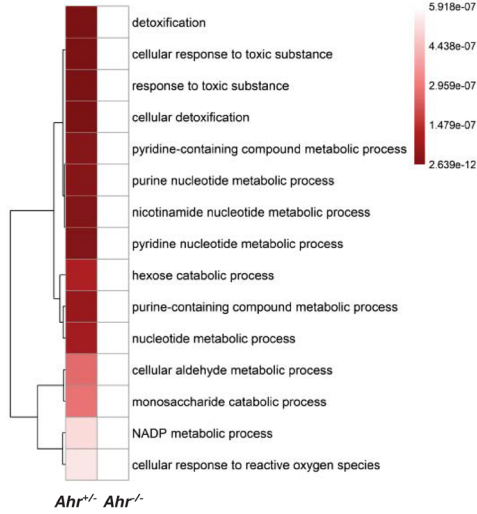 detoxification
cellular response to toxic substance
response to toxic substance
cellular detoxification
pyridine-containing compound metabolic process
purine nucleotide metabolic process
nicotinamide nucleotide metabolic process
pyridine nucleotide metabolic process
hexose catabolic process
purine-containing compound metabolic process
nucleotide metabolic process
cellular aldehyde metabolic process
monosaccharide catabolic process
NADP metabolic process
cellular response to reactive oxygen species
Ahr+/- Ahr-/-
5.918e-07
4.438e-07
2.959e-07
1.479e-07
2.639e-12